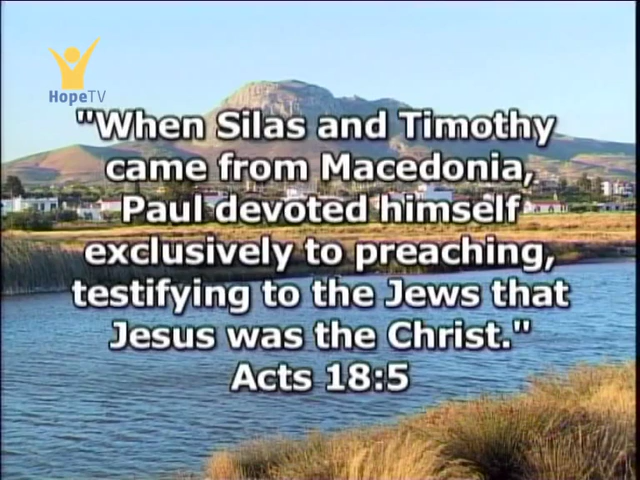 HopeTV
"When Silas and Timothy
came from Macedonia,
Paul devoted himself
exclusively to preaching,
testifying to the Jews that
Jesus was the Christ."
Acts 18:5